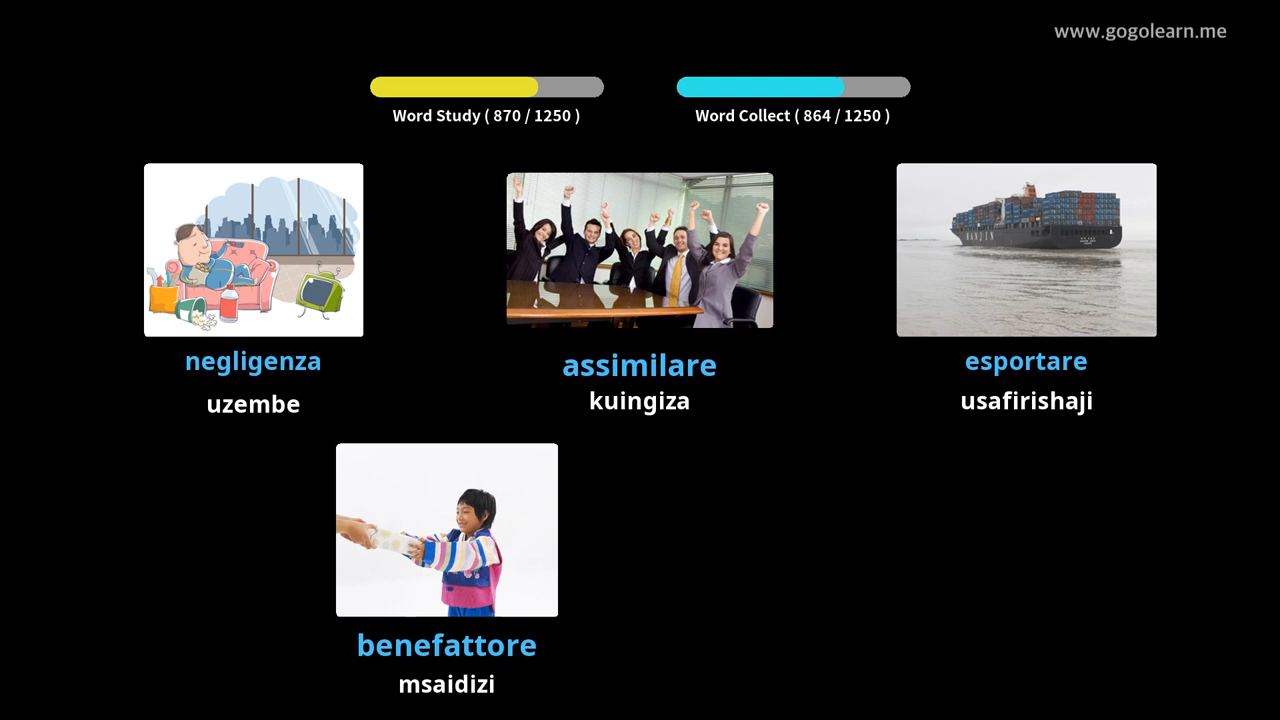 www.gogolearn.me
Word Study ( 870 / 1250 )
Word Collect ( 864 / 1250 )
negligenza
uzembe
assimilare
kuingiza
esportare
usafirishaji
HANJIN
benefattore
msaidizi